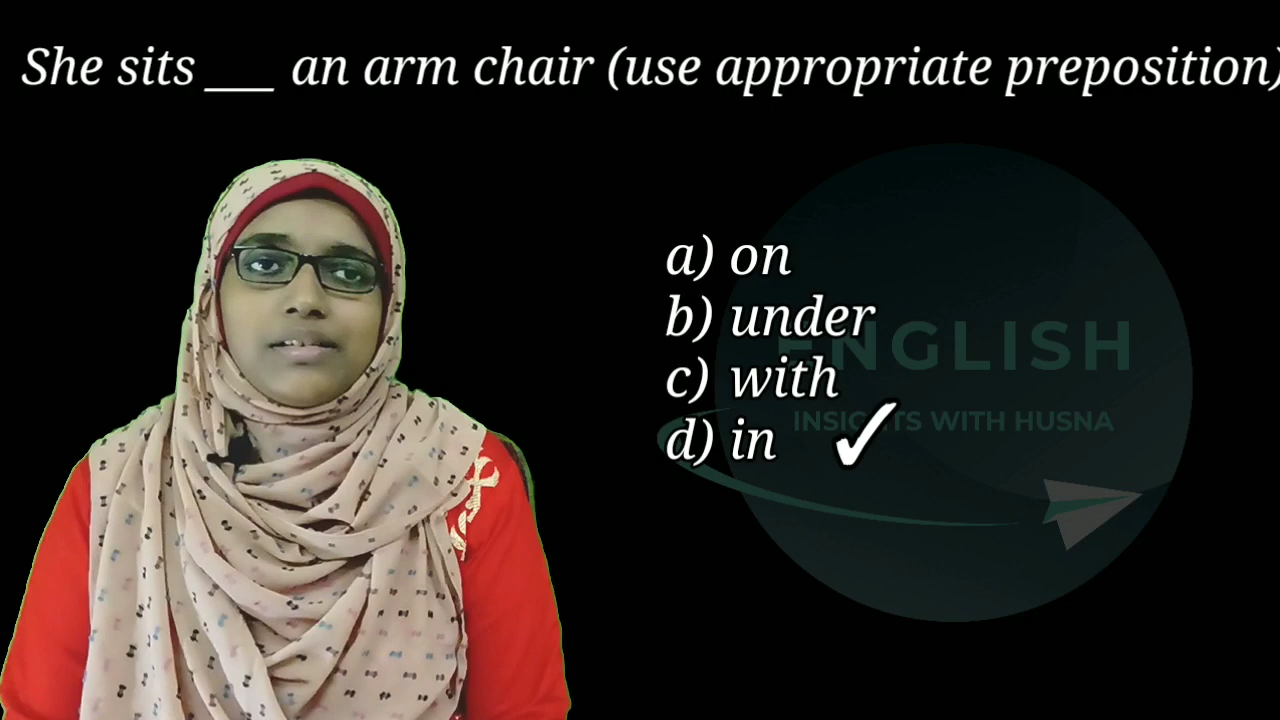 She sits ___ an arm chair (use appropriate preposition)
a) on
b) under
c) with
d) in ✓
ENGLISH
INSIGHTS WITH HUSNA